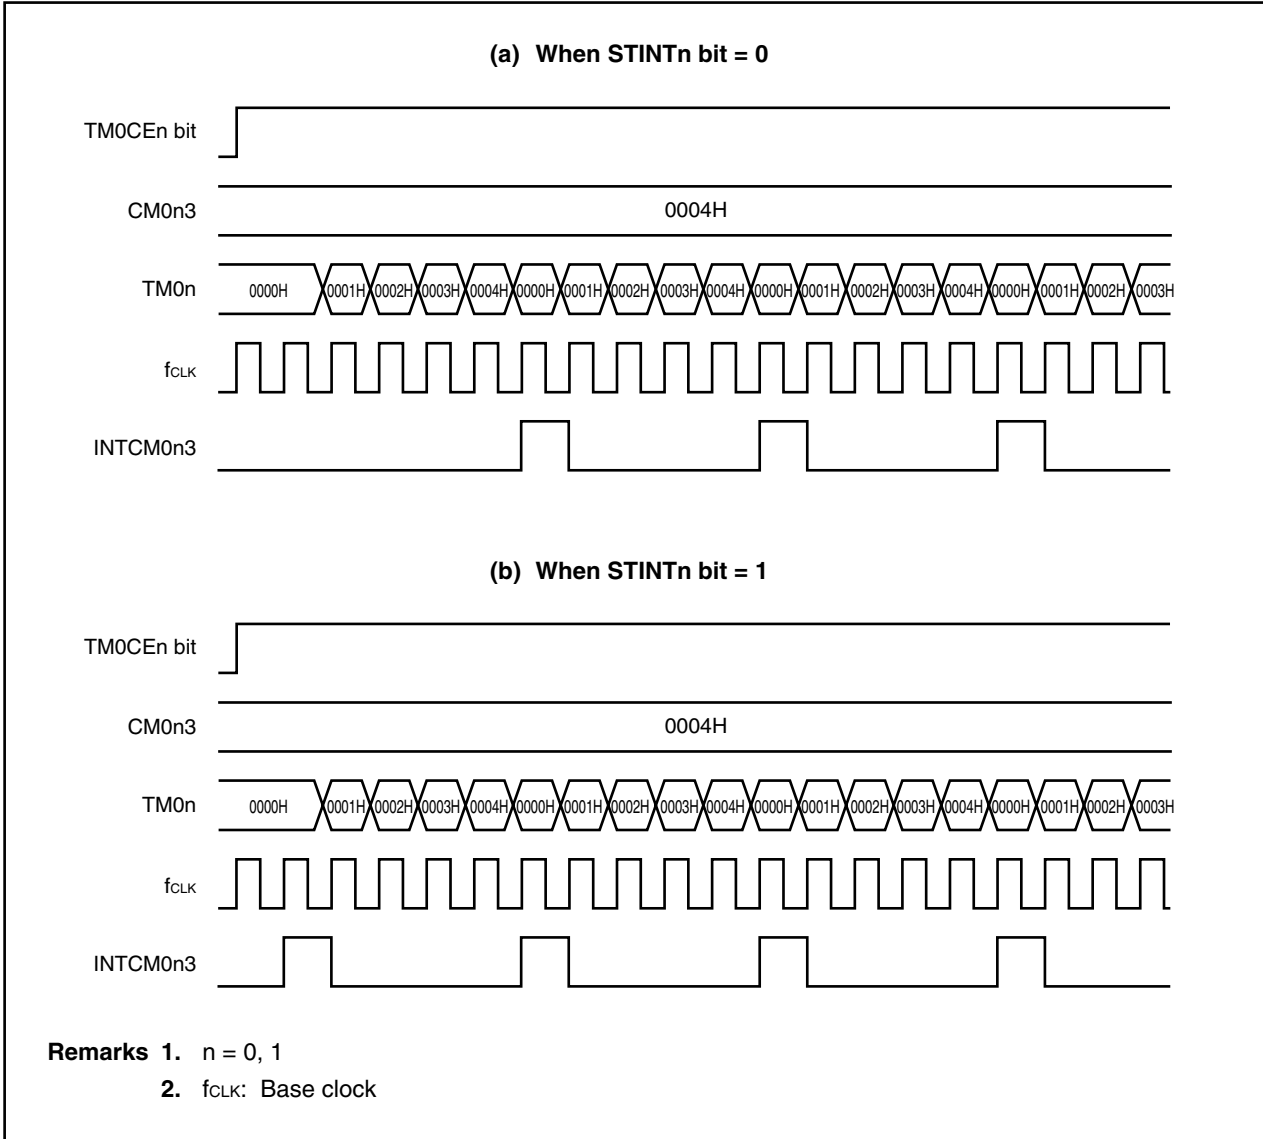 (a) When STINTn bit = 0
TM0CEn bit
CM0n3 0004H
TM0n 0000H 0001H 0002H 0003H 0004H 0000H 0001H 0002H 0003H 0004H 0000H 0001H 0002H 0003H 0004H 0000H 0001H 0002H 0003H
fCLK
INTCM0n3
(b) When STINTn bit = 1
TM0CEn bit
CM0n3 0004H
TM0n 0000H 0001H 0002H 0003H 0004H 0000H 0001H 0002H 0003H 0004H 0000H 0001H 0002H 0003H 0004H 0000H 0001H 0002H 0003H
fCLK
INTCM0n3
Remarks 1. n = 0, 1
2. fCLK: Base clock